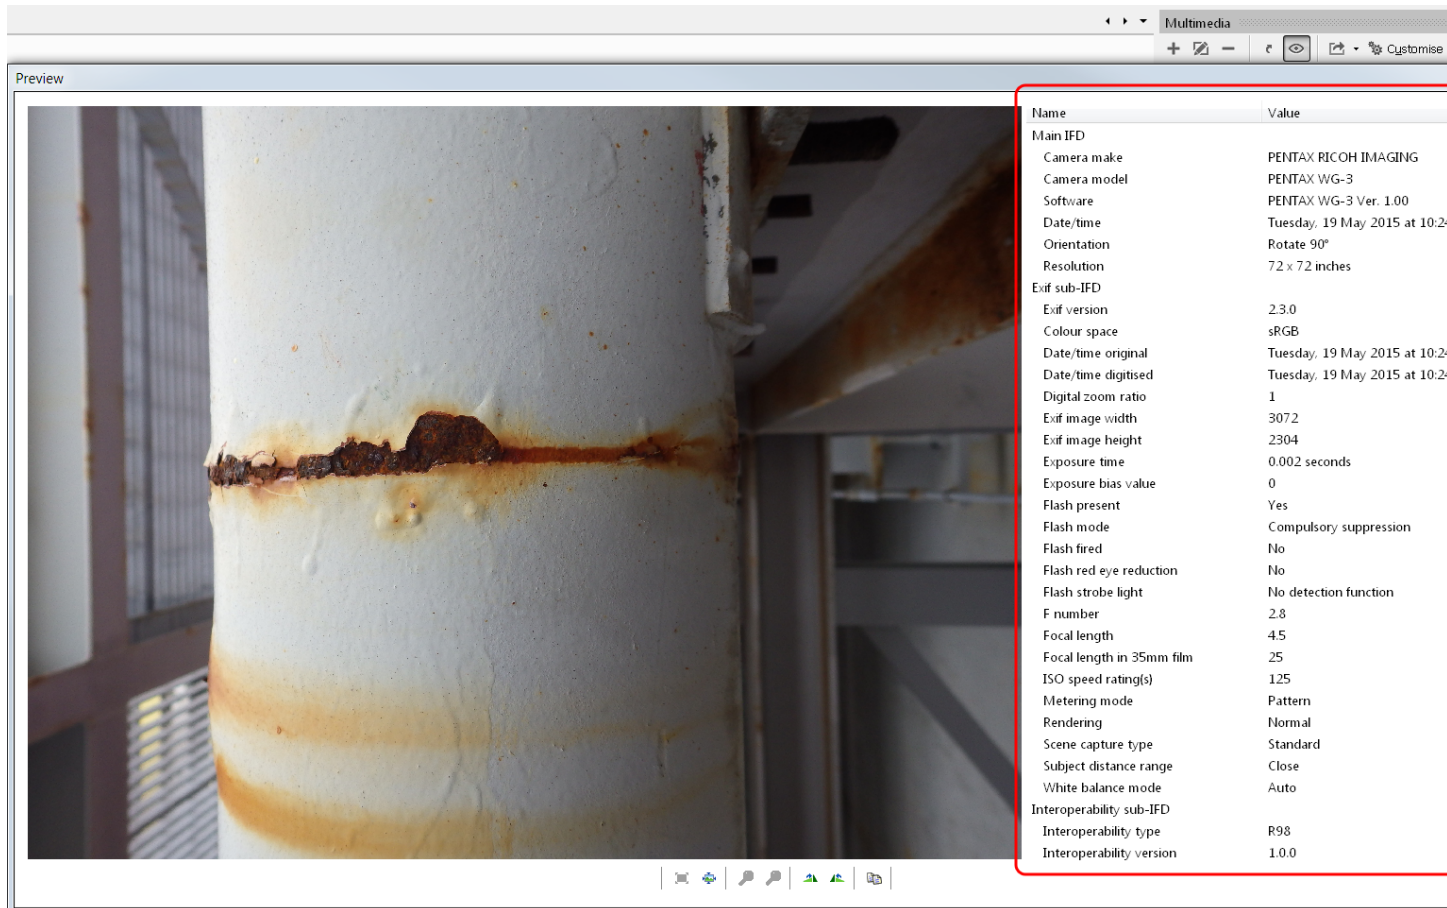 Multimedia
Customise
Preview
Name Value
Main IFD
Camera make PENTAX RICOH IMAGING
Camera model PENTAX WG-3
Software PENTAX WG-3 Ver. 1.00
Date/time Tuesday, 19 May 2015 at 10:24
Orientation Rotate 90°
Resolution 72 x 72 inches
Exif sub-IFD
Exif version 2.3.0
Colour space sRGB
Date/time original Tuesday, 19 May 2015 at 10:24
Date/time digitised Tuesday, 19 May 2015 at 10:24
Digital zoom ratio 1
Exif image width 3072
Exif image height 2304
Exposure time 0.002 seconds
Exposure bias value 0
Flash present Yes
Flash mode Compulsory suppression
Flash fired No
Flash red eye reduction No
Flash strobe light No detection function
F number 2.8
Focal length 4.5
Focal length in 35mm film 25
ISO speed rating(s) 125
Metering mode Pattern
Rendering Normal
Scene capture type Standard
Subject distance range Close
White balance mode Auto
Interoperability sub-IFD
Interoperability type R98
Interoperability version 1.0.0